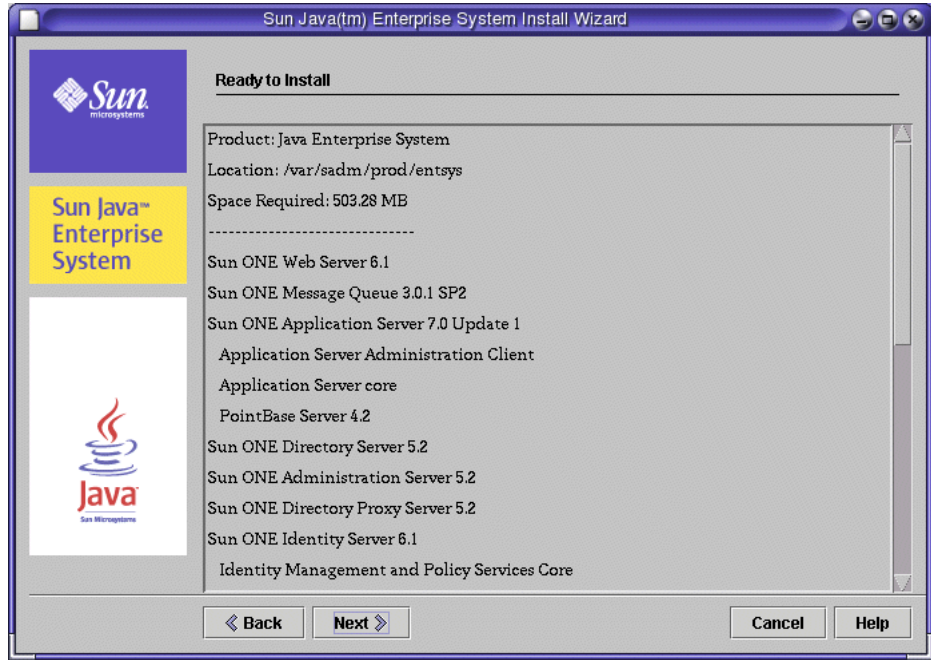 Sun Java(tm) Enterprise System Install Wizard
Sun
microsystems
Sun Java™
Enterprise
System
Java
Sun Microsystems
Ready to Install
Product: Java Enterprise System
Location: /var/sadm/prod/entsys
Space Required: 503.28 MB
------------------------------
Sun ONE Web Server 6.1
Sun ONE Message Queue 3.0.1 SP2
Sun ONE Application Server 7.0 Update 1
Application Server Administration Client
Application Server core
PointBase Server 4.2
Sun ONE Directory Server 5.2
Sun ONE Administration Server 5.2
Sun ONE Directory Proxy Server 5.2
Sun ONE Identity Server 6.1
Identity Management and Policy Services Core
Back Next Cancel Help